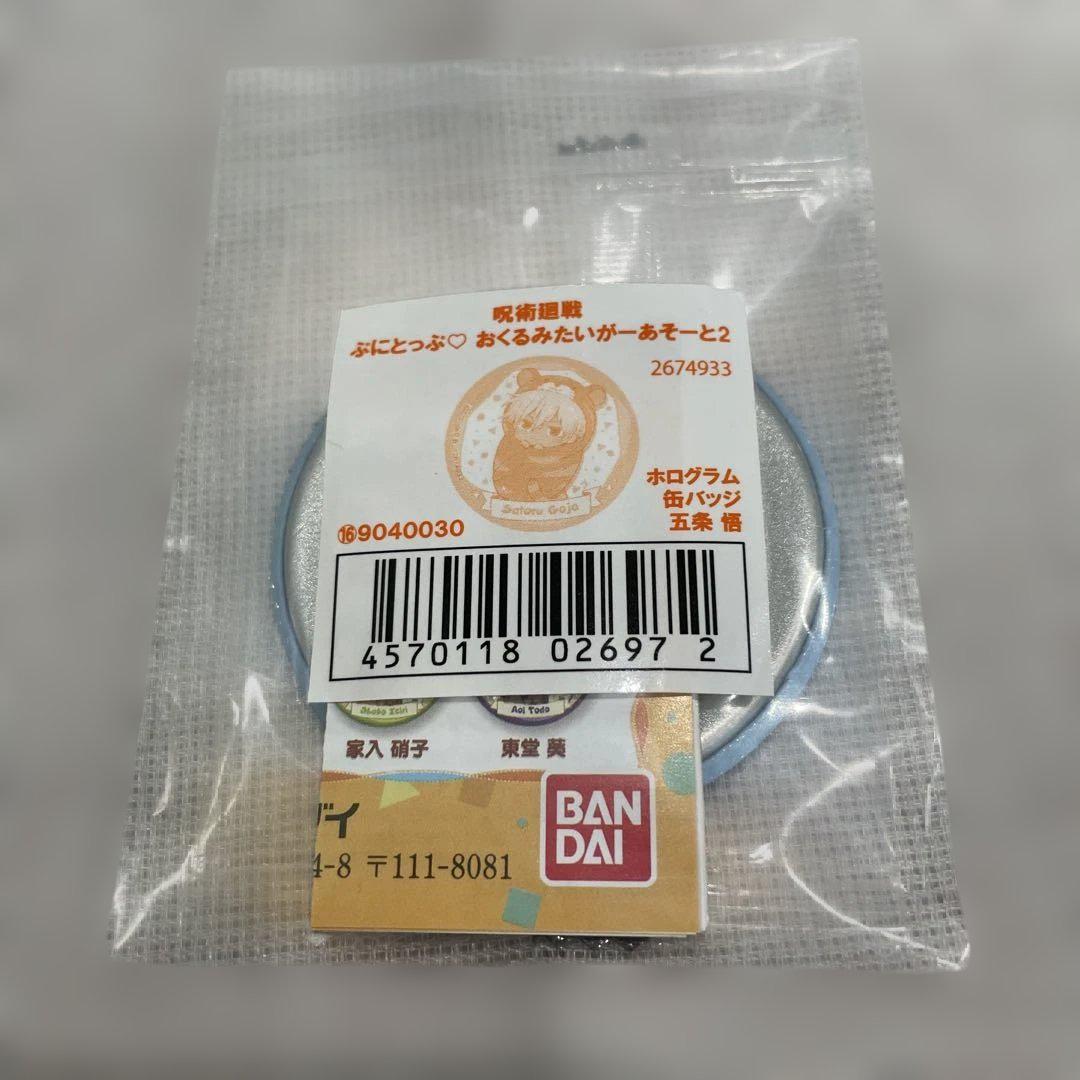 呪術廻戦
ぷにとっぷ♡ おくるみたいがーあそーと2
2674933
Satoru Gojo
ホログラム
缶バッジ
五条 悟
⑯9040030
4570118 02697 2
Aoi Todo
家入 硝子
東堂 葵
ダイ
4-8 〒111-8081
BAN
DAI